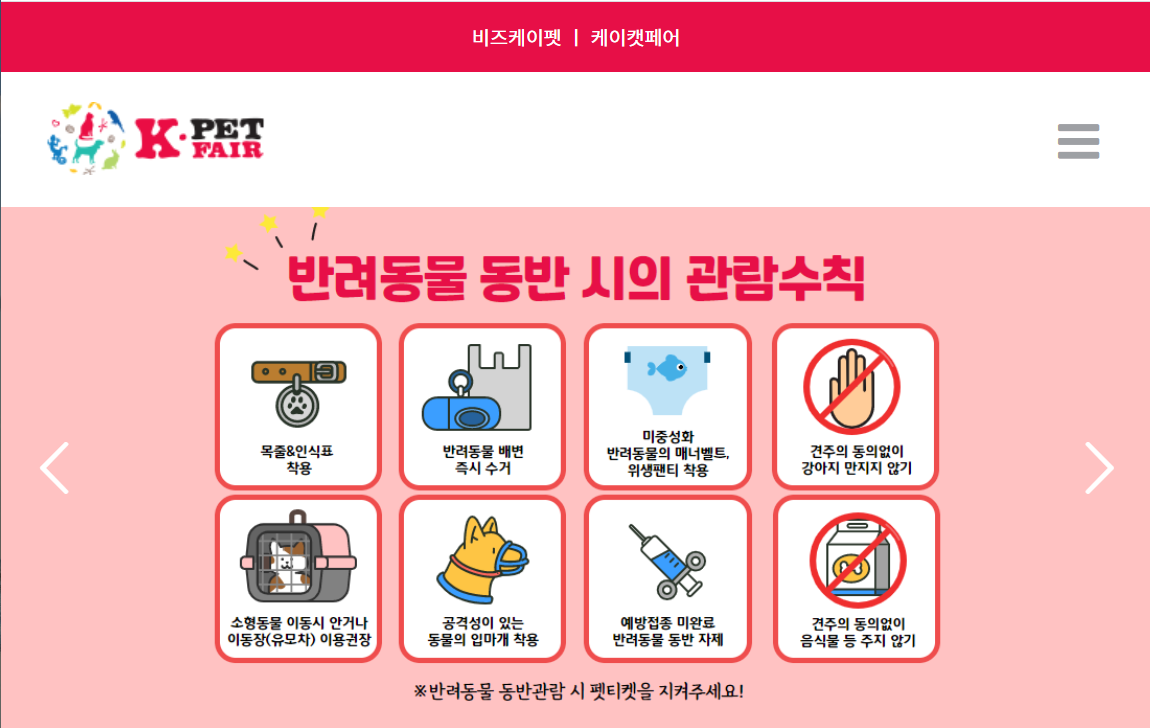 비즈케이펫 | 케이캣페어
K·PET
FAIR
반려동물 동반 시의 관람수칙
목줄&인식표
착용
반려동물 배변
즉시 수거
미중성화
반려동물의 매너벨트,
위생팬티 착용
견주의 동의없이
강아지 만지지 않기
소형동물 이동시 안거나
이동장(유모차) 이용권장
공격성이 있는
동물의 입마개 착용
예방접종 미완료
반려동물 동반 자제
견주의 동의없이
음식물 등 주지 않기
※반려동물 동반관람 시 펫티켓을 지켜주세요!